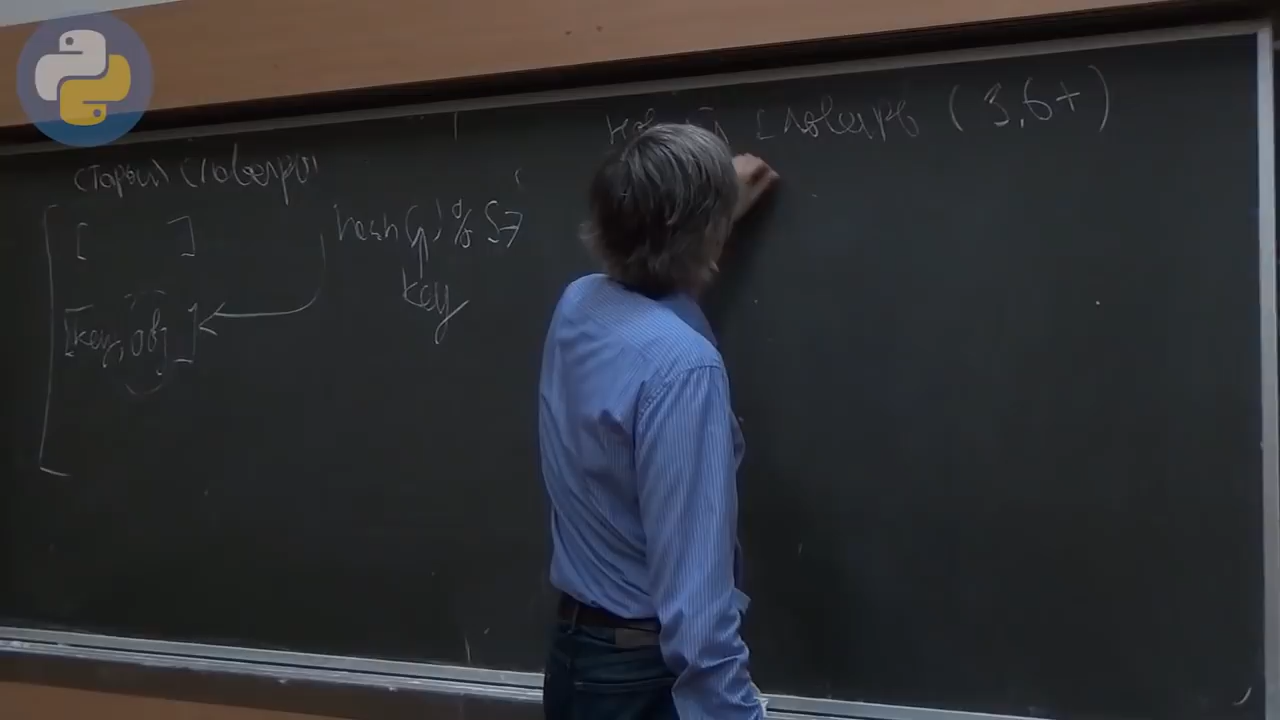 старый словарь
[ ]
[key, obj]
hash( ) % 57
key
словарь (3.6+)